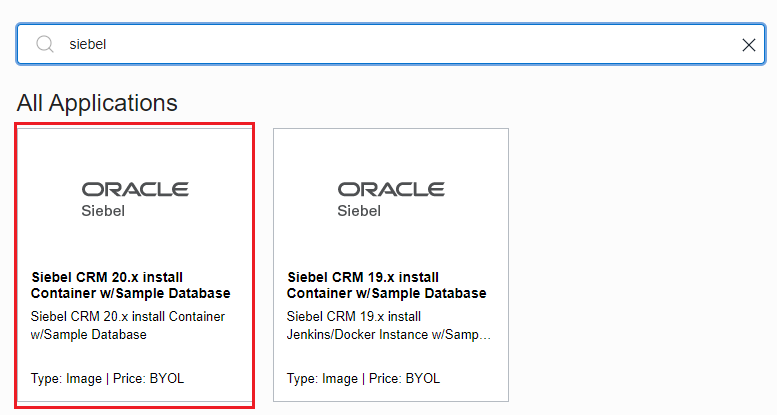 siebel
All Applications
ORACLE
Siebel
Siebel CRM 20.x install
Container w/Sample Database
Siebel CRM 20.x install Container
w/Sample Database
Type: Image | Price: BYOL
ORACLE
Siebel
Siebel CRM 19.x install
Container w/Sample Database
Siebel CRM 19.x install
Jenkins/Docker Instance w/Samp...
Type: Image | Price: BYOL